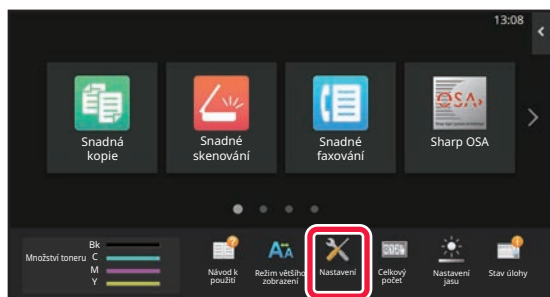 13:08
Snadná
kopie
Snadné
skenování
Snadné
faxování
OSA
Sharp OSA
Množství toneru
Bk
C
M
Y
Návod k
použití
Režim většího
zobrazení
Nastavení
Celkový
počet
Nastavení
jasu
Stav úlohy